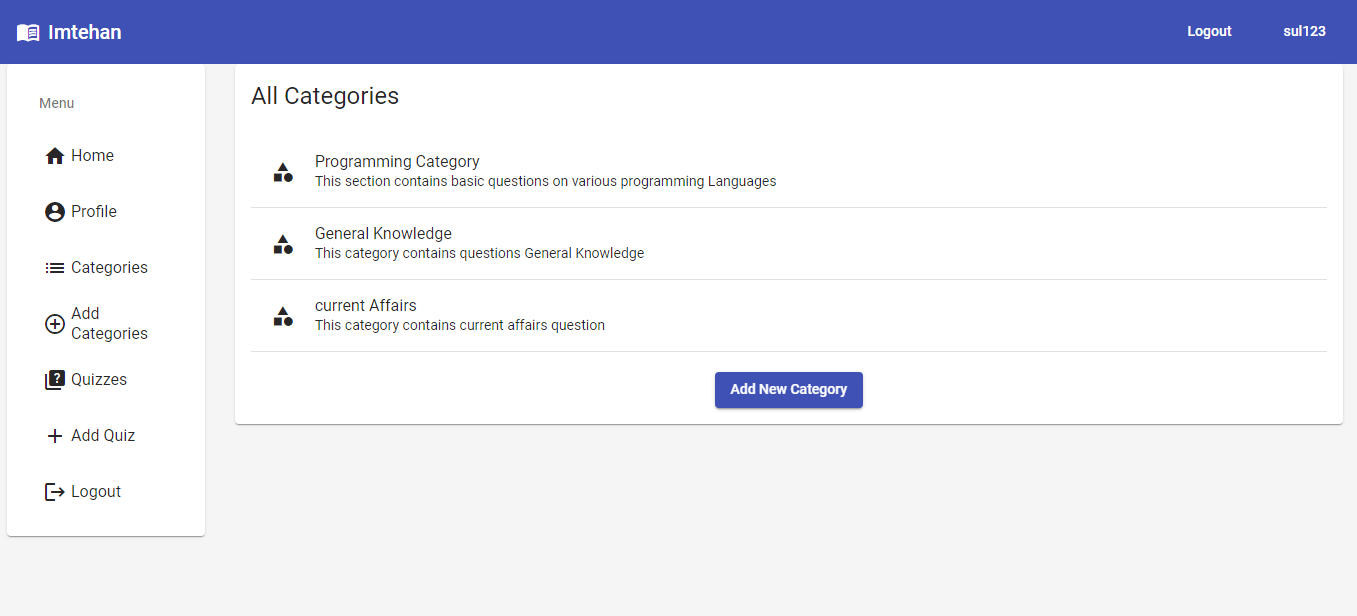 Imtehan
Logout
sul123
Menu
Home
Profile
Categories
Add
Categories
Quizzes
Add Quiz
Logout
All Categories
Programming Category
This section contains basic questions on various programming Languages
General Knowledge
This category contains questions General Knowledge
current Affairs
This category contains current affairs question
Add New Category